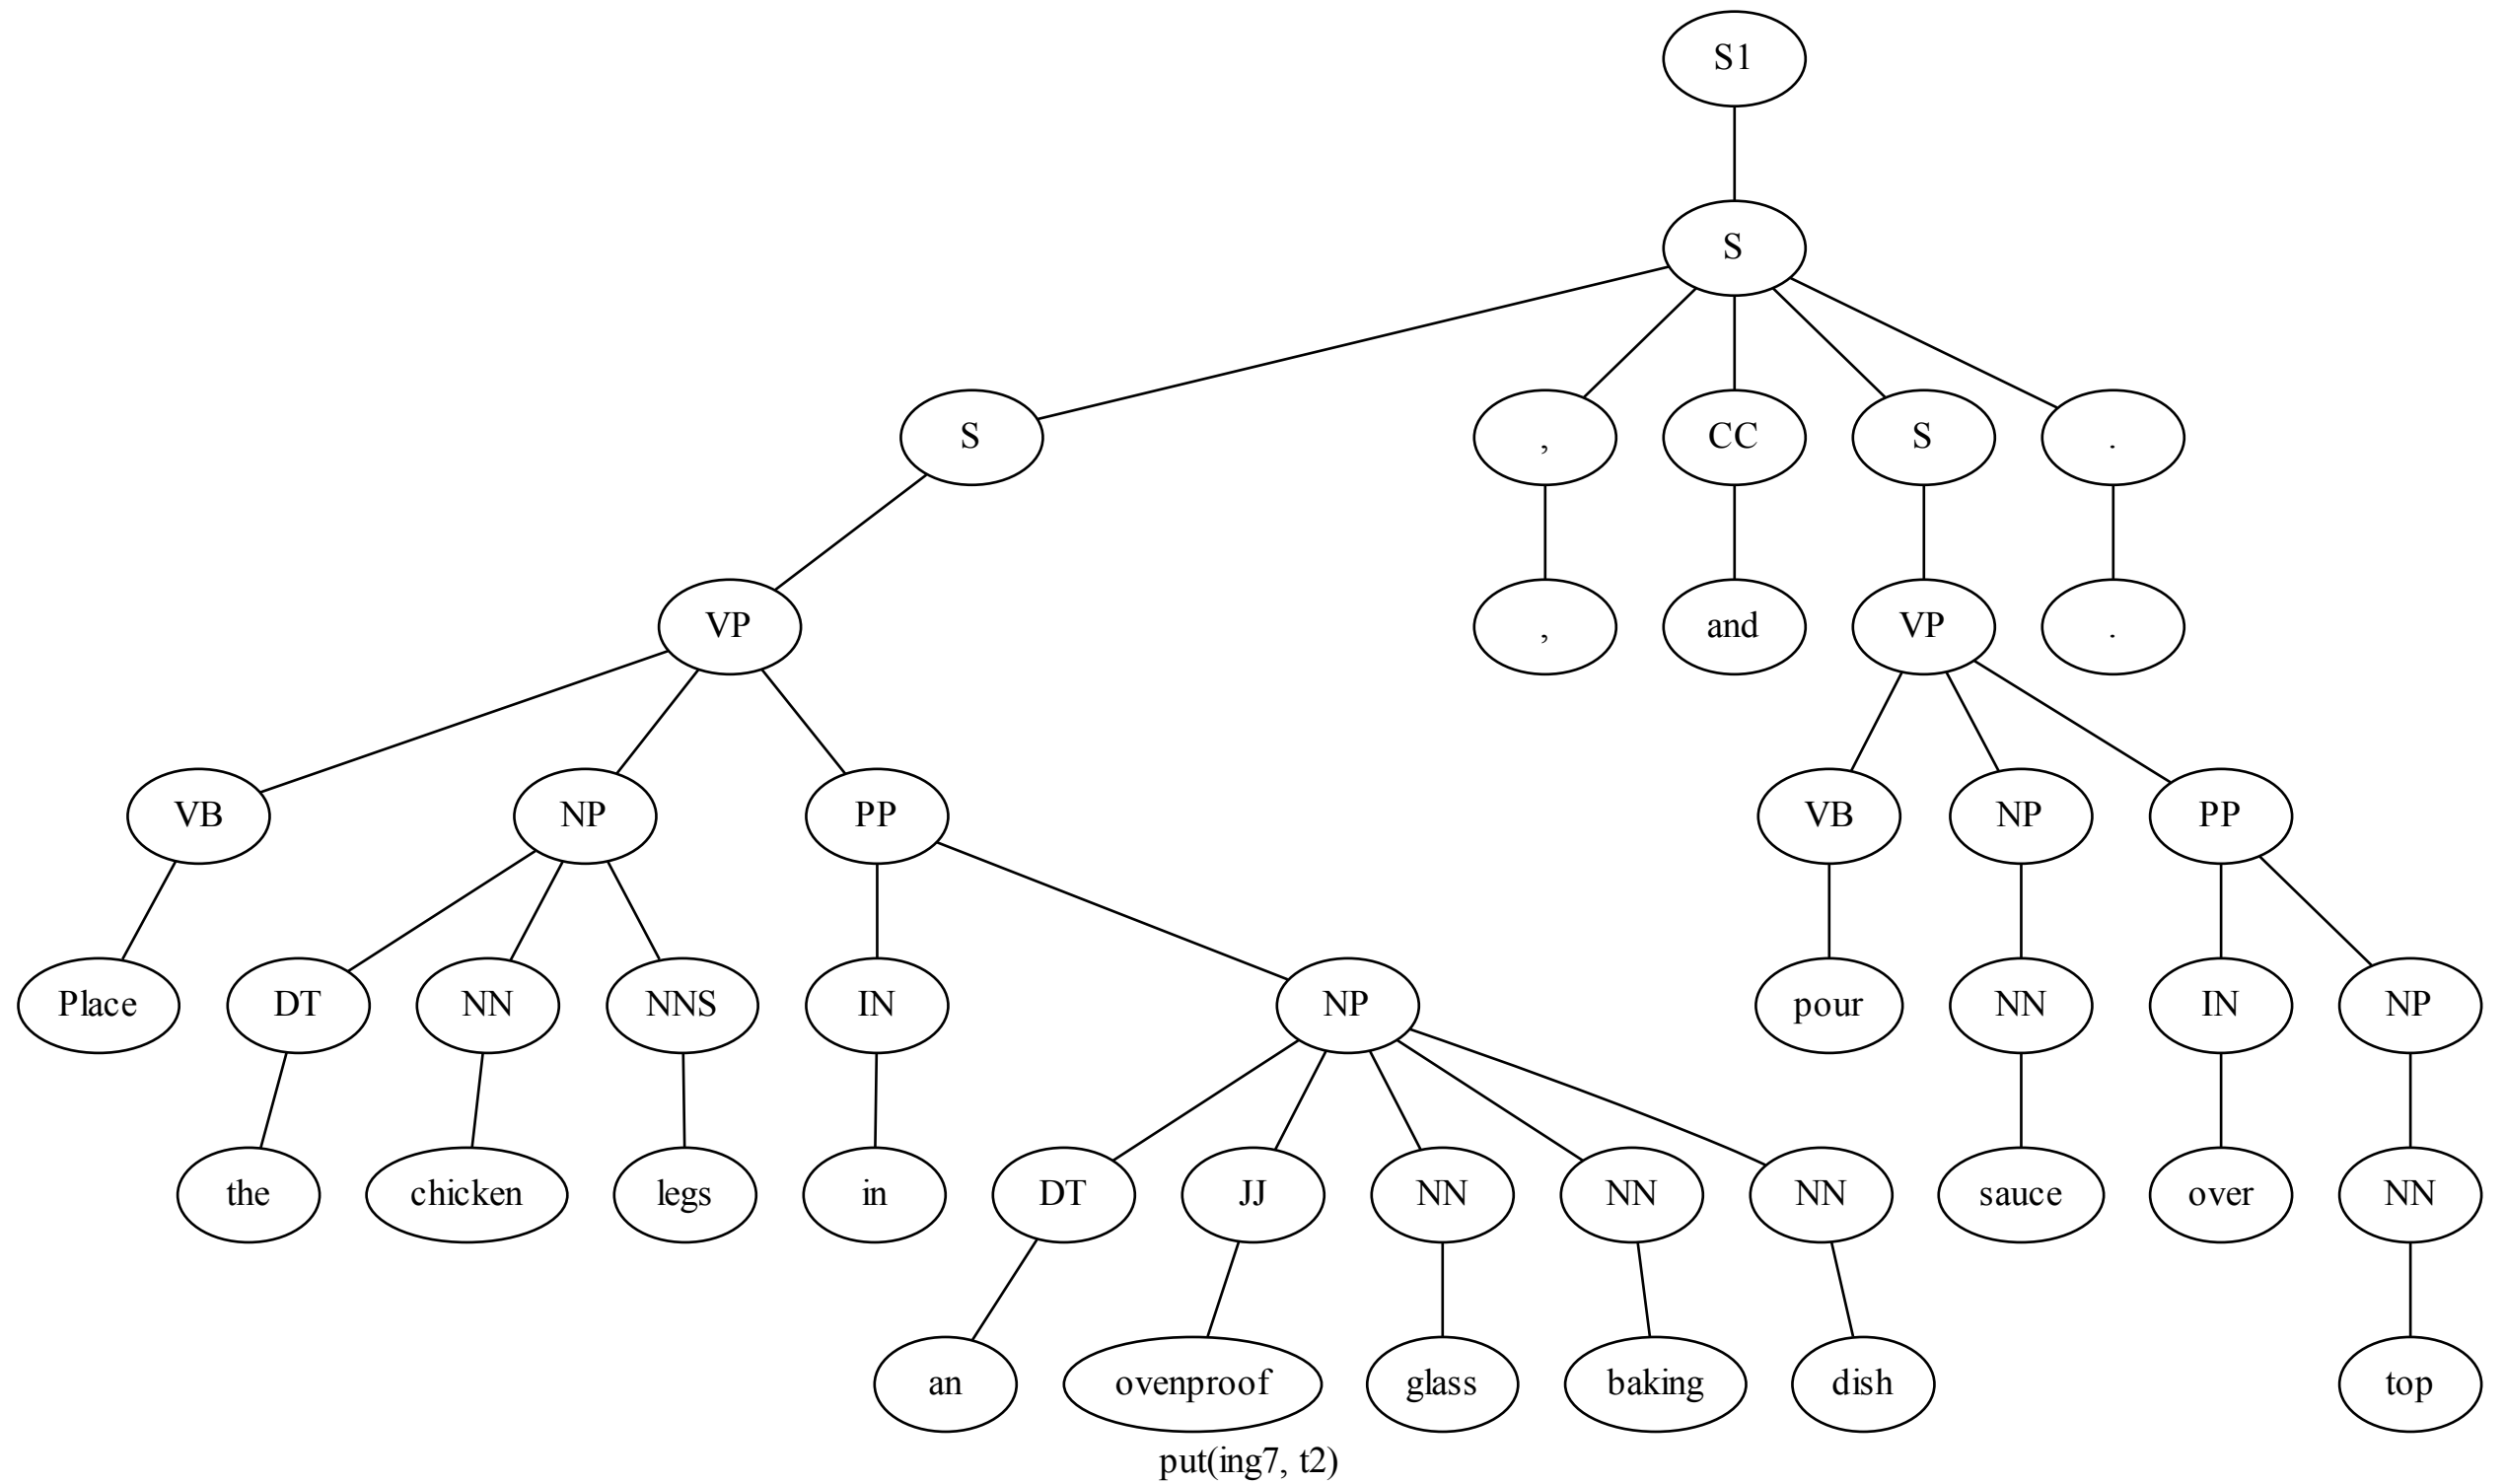 S1
S
S , CC S .
VP , and VP .
VB NP PP VB NP PP
Place DT NN NNS IN NP pour NN IN NP
the chicken legs in DT JJ NN NN NN sauce over NN
an ovenproof glass baking dish top
put(ing7, t2)